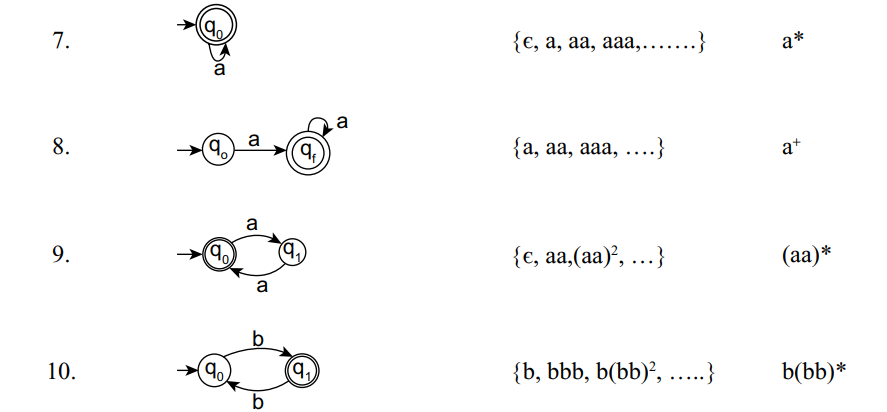 7. q₀ a {ϵ, a, aa, aaa,…….} a*
8. q₀ a q_f a {a, aa, aaa, ….} a⁺
9. a q₀ q₁ a {ϵ, aa,(aa)², …} (aa)*
10. b q₀ q₁ b {b, bbb, b(bb)², …..} b(bb)*